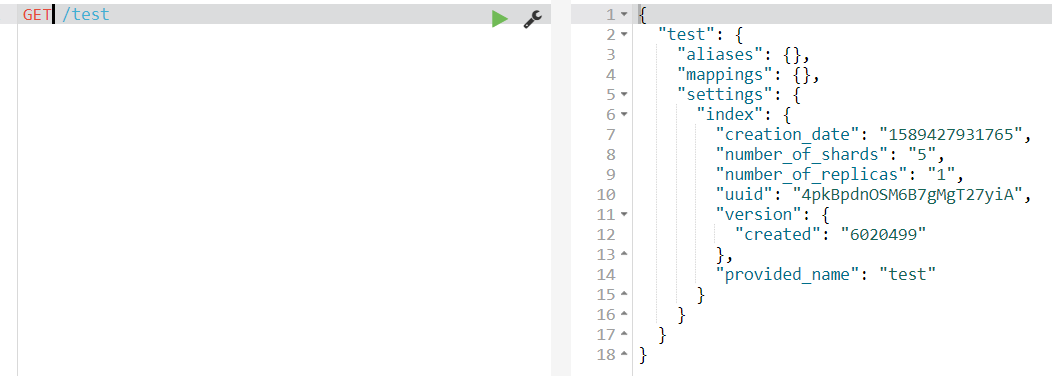 GET /test
1 {
2 "test": {
3 "aliases": {},
4 "mappings": {},
5 "settings": {
6 "index": {
7 "creation_date": "1589427931765",
8 "number_of_shards": "5",
9 "number_of_replicas": "1",
10 "uuid": "4pkBpdnOSM6B7gMgT27yiA",
11 "version": {
12 "created": "6020499"
13 },
14 "provided_name": "test"
15 }
16 }
17 }
18 }